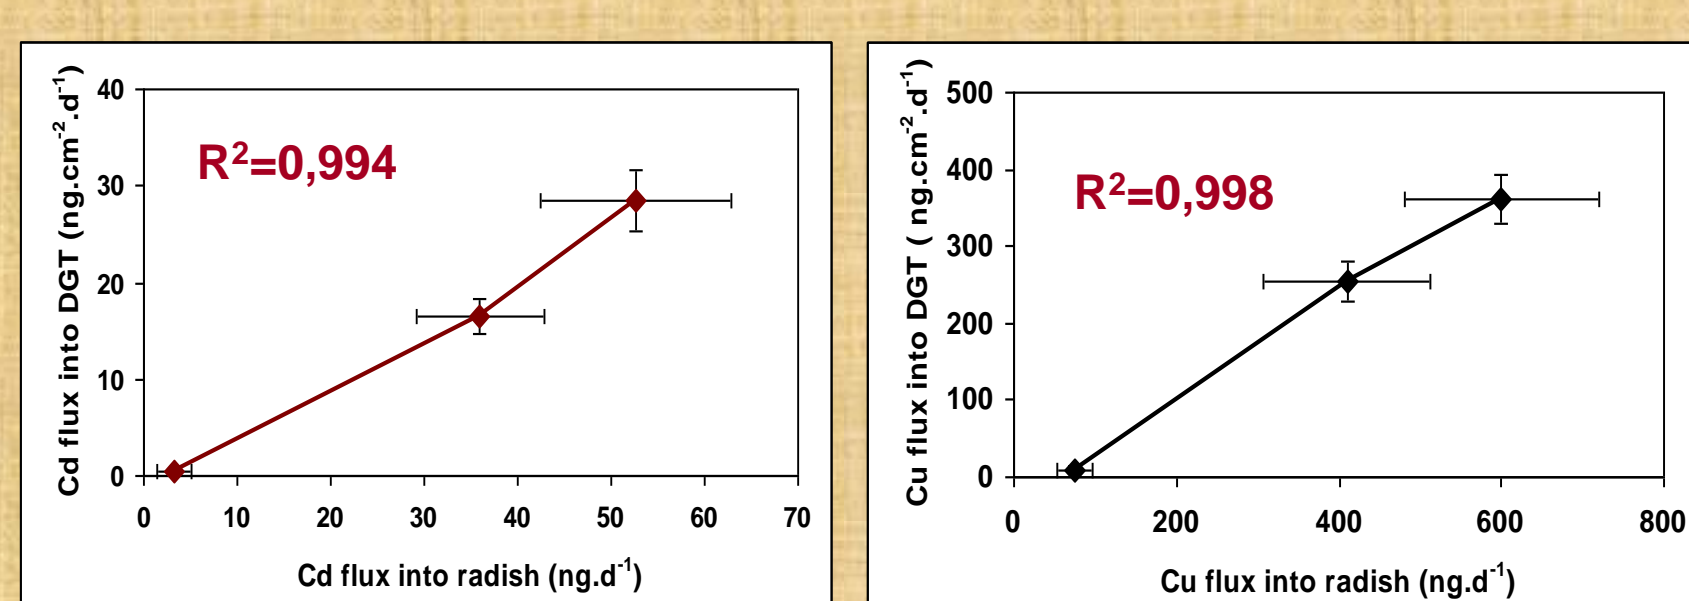 Cd flux into DGT (ng.cm⁻².d⁻¹)
40
30
20
10
0
R²=0,994
0 10 20 30 40 50 60 70
Cd flux into radish (ng.d⁻¹)
Cu flux into DGT ( ng.cm⁻².d⁻¹)
500
400
300
200
100
0
R²=0,998
0 200 400 600 800
Cu flux into radish (ng.d⁻¹)